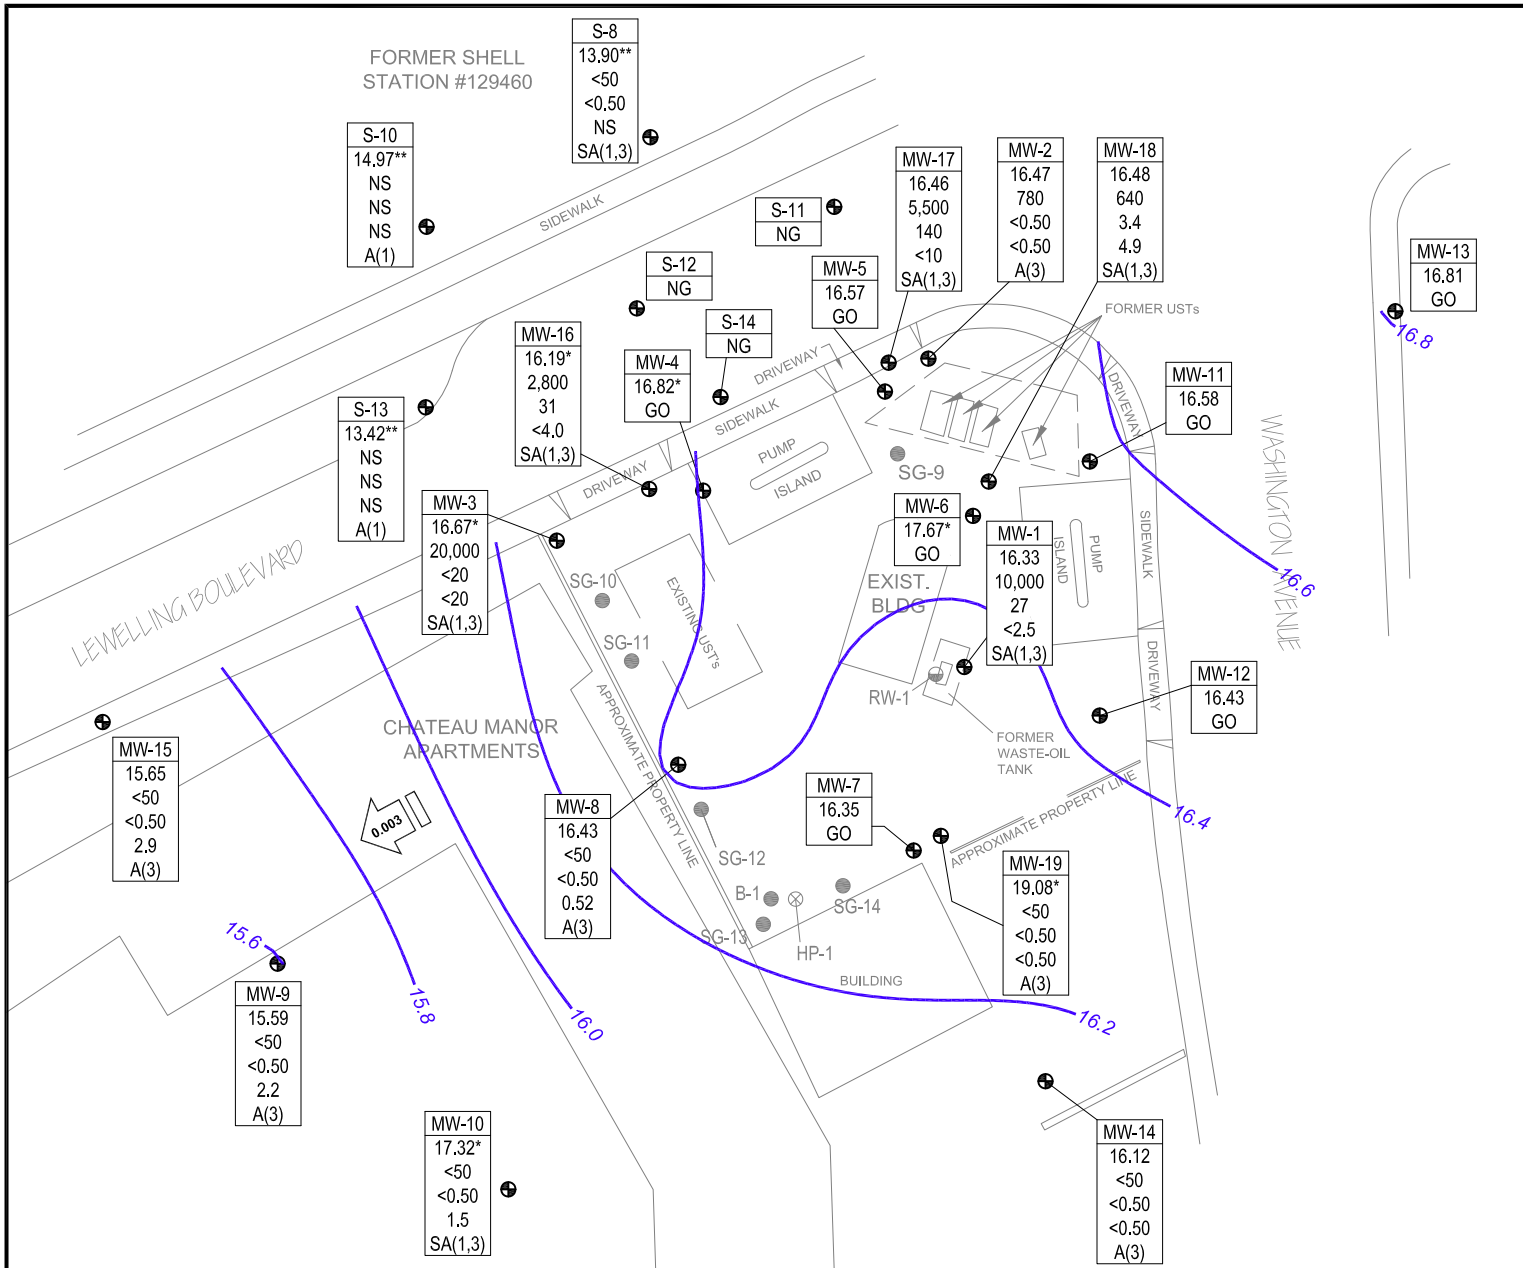 FORMER SHELL
STATION #129460
S-8
13.90**
<50
<0.50
NS
SA(1,3)
S-10
14.97**
NS
NS
NS
A(1)
SIDEWALK
S-11
NG
S-12
NG
S-14
NG
MW-17
16.46
5,500
140
<10
SA(1,3)
MW-2
16.47
780
<0.50
<0.50
A(3)
MW-18
16.48
640
3.4
4.9
SA(1,3)
MW-13
16.81
GO
16.8
MW-5
16.57
GO
FORMER USTs
MW-16
16.19*
2,800
31
<4.0
SA(1,3)
MW-4
16.82*
GO
DRIVEWAY
SIDEWALK
DRIVEWAY
DRIVEWAY
MW-11
16.58
GO
S-13
13.42**
NS
NS
NS
A(1)
PUMP
ISLAND
SG-9
WASHINGTON AVENUE
MW-3
16.67*
20,000
<20
<20
SA(1,3)
MW-6
17.67*
GO
MW-1
16.33
10,000
27
<2.5
SA(1,3)
PUMP
ISLAND
SIDEWALK
DRIVEWAY
16.6
LEWELLING BOULEVARD
SG-10
SG-11
EXISTING UST's
EXIST.
BLDG
RW-1
FORMER
WASTE-OIL
TANK
MW-12
16.43
GO
CHATEAU MANOR
APARTMENTS
APPROXIMATE PROPERTY LINE
MW-15
15.65
<50
<0.50
2.9
A(3)
0.003
MW-8
16.43
<50
<0.50
0.52
A(3)
MW-7
16.35
GO
APPROXIMATE PROPERTY LINE
16.4
SG-12
B-1
SG-13
HP-1
SG-14
MW-19
19.08*
<50
<0.50
<0.50
A(3)
BUILDING
15.6
15.8
16.0
16.2
MW-9
15.59
<50
<0.50
2.2
A(3)
MW-10
17.32*
<50
<0.50
1.5
SA(1,3)
MW-14
16.12
<50
<0.50
<0.50
A(3)